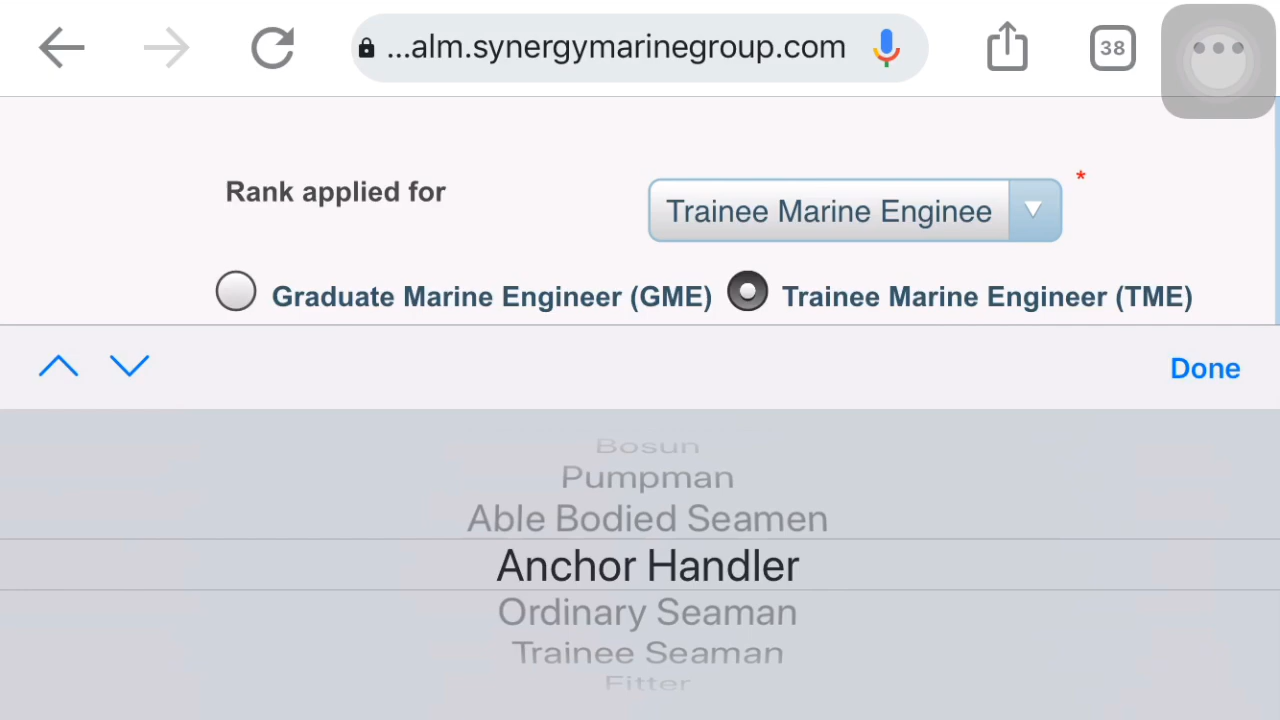 ...alm.synergymarinegroup.com
38
Rank applied for
Trainee Marine Enginee
*
Graduate Marine Engineer (GME)
Trainee Marine Engineer (TME)
Done
Bosun
Pumpman
Able Bodied Seamen
Anchor Handler
Ordinary Seaman
Trainee Seaman
Fitter